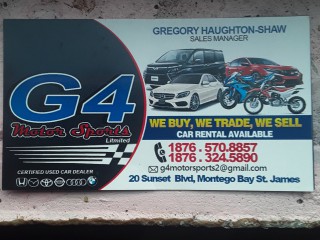 GREGORY HAUGHTON-SHAW
SALES MANAGER
G4
Motor Sports
Limited
CERTIFIED USED CAR DEALER
WE BUY, WE TRADE, WE SELL
CAR RENTAL AVAILABLE
1876 . 570.8857
1876 . 324.5890
g4motorsports2@gmail.com
20 Sunset Blvd, Montego Bay St. James